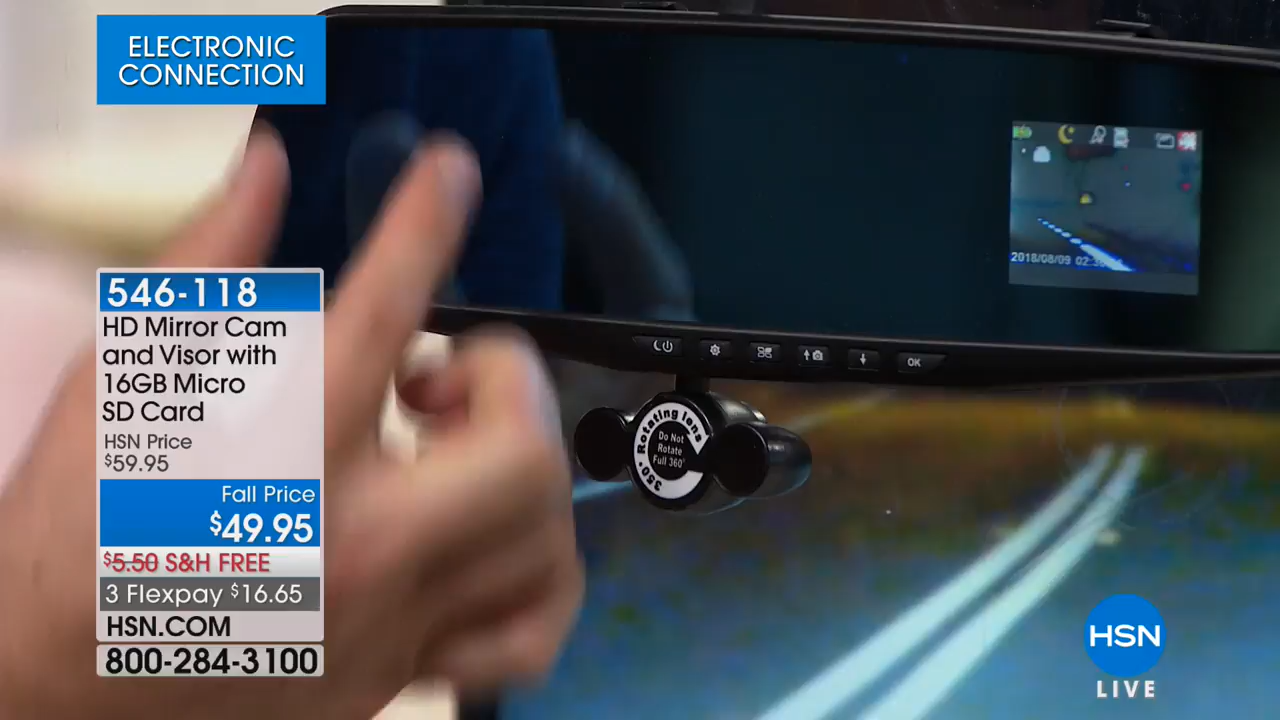 ELECTRONIC
CONNECTION
546-118
HD Mirror Cam
and Visor with
16GB Micro
SD Card
HSN Price
$59.95
Fall Price
$49.95
$5.50 S&H FREE
3 Flexpay $16.65
HSN.COM
800-284-3100
2018/08/09 02:
OK
350° Rotating lens
Do Not
Rotate
Full 360°
HSN
LIVE